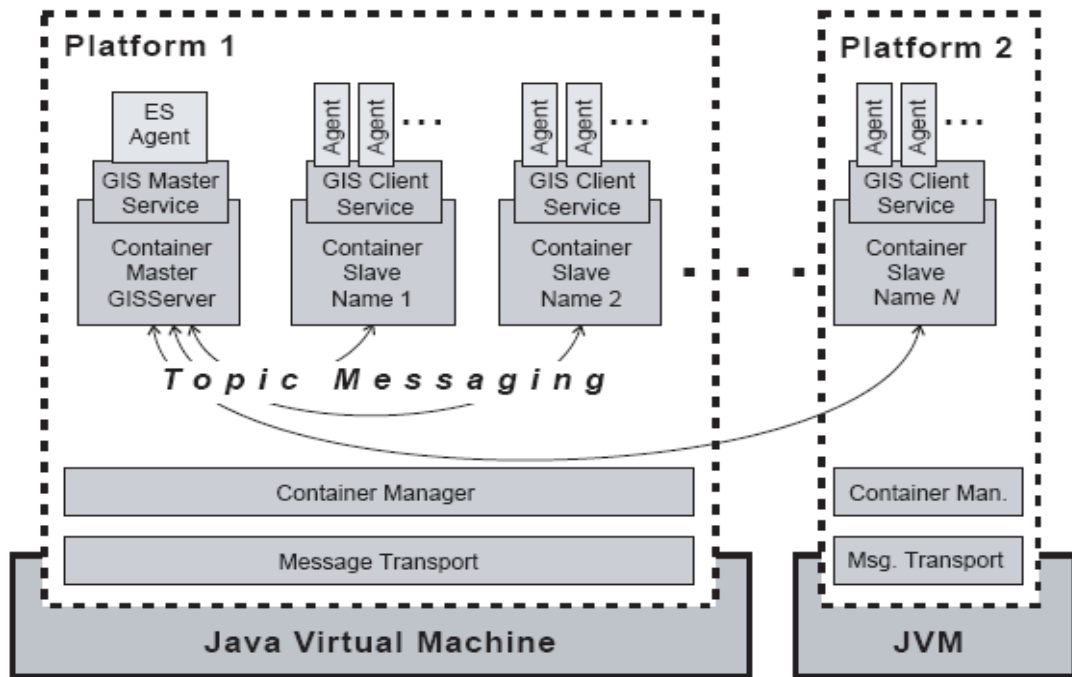 Platform 1
Platform 2
ES
Agent
Agent
Agent
...
Agent
Agent
...
Agent
Agent
...
GIS Master
Service
GIS Client
Service
GIS Client
Service
GIS Client
Service
Container
Master
GISServer
Container
Slave
Name 1
Container
Slave
Name 2
. . . .
Container
Slave
Name N
Topic Messaging
Container Manager
Container Man.
Message Transport
Msg. Transport
Java Virtual Machine
JVM